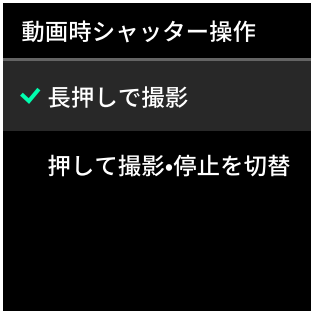 動画時シャッター操作
長押しで撮影
押して撮影•停止を切替